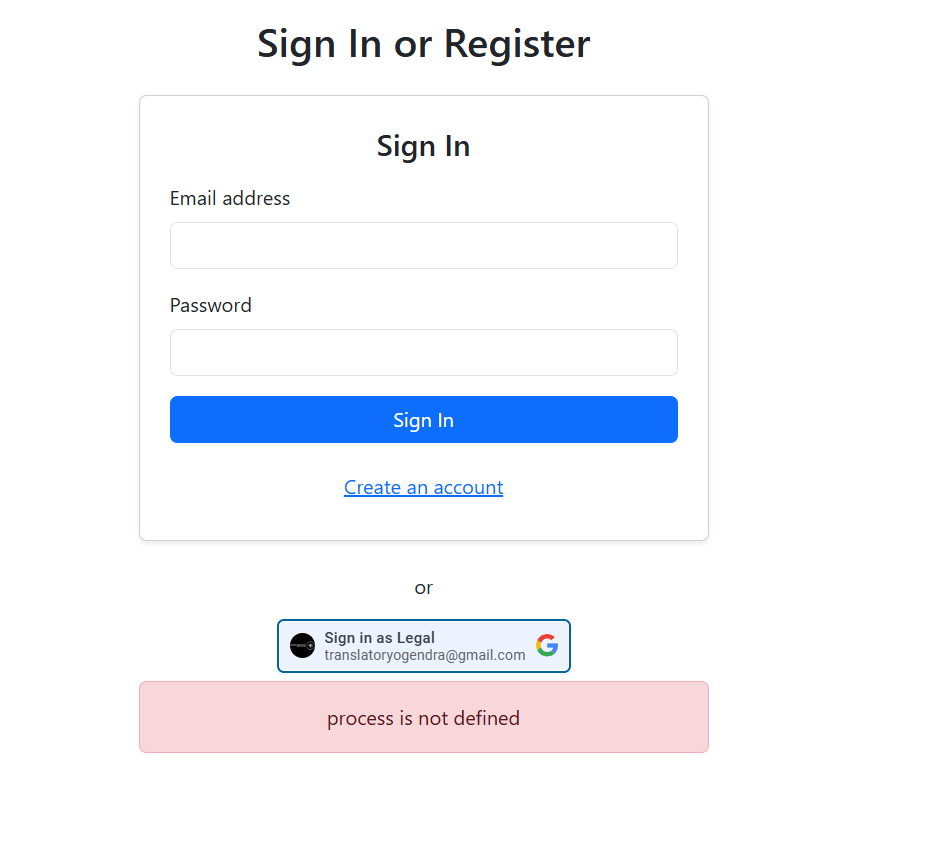 Sign In or Register
Sign In
Email address
Password
Sign In
Create an account
or
Sign in as Legal
translatoryogendra@gmail.com
process is not defined